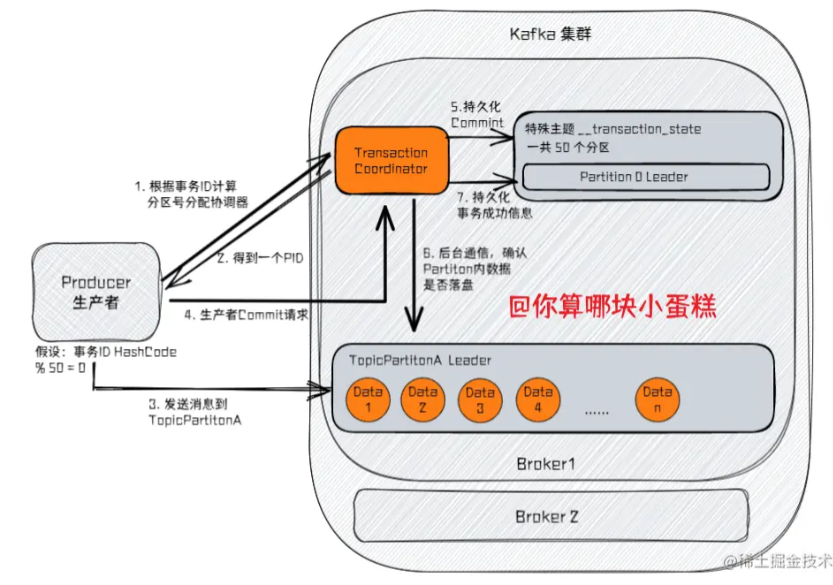 Kafka 集群
5.持久化
Commint
特殊主题 __transaction_state
一共 50 个分区
Transaction
Coordinator
Partition 0 Leader
1. 根据事务ID计算
分区号分配协调器
7. 持久化
事务成功信息
2. 得到一个PID
6. 后台通信，确认
Partiton内数据
是否落盘
Producer
生产者
4. 生产者Commit请求
@你算哪块小蛋糕
假设：事务ID HashCode
% 50 = 0
TopicPartitonA Leader
3. 发送消息到
TopicPartitonA
Data
1
Data
2
Data
3
Data
4
......
Data
n
Broker1
Broker 2
@稀土掘金技术